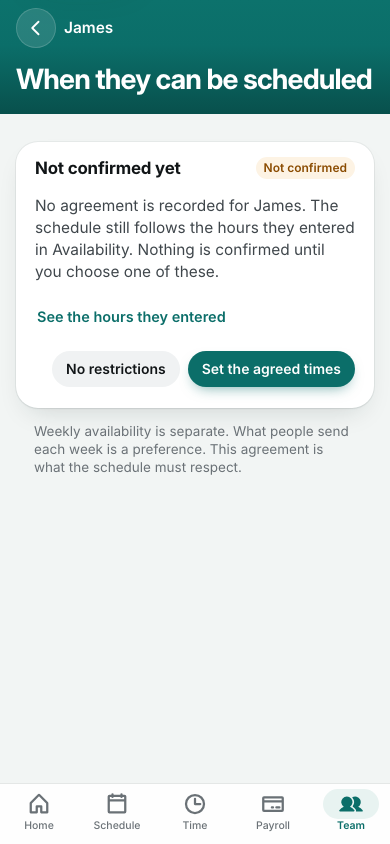 James
When they can be scheduled
Not confirmed yet
Not confirmed
No agreement is recorded for James. The
schedule still follows the hours they entered
in Availability. Nothing is confirmed until
you choose one of these.
See the hours they entered
No restrictions
Set the agreed times
Weekly availability is separate. What people send
each week is a preference. This agreement is
what the schedule must respect.
Home
Schedule
Time
Payroll
Team